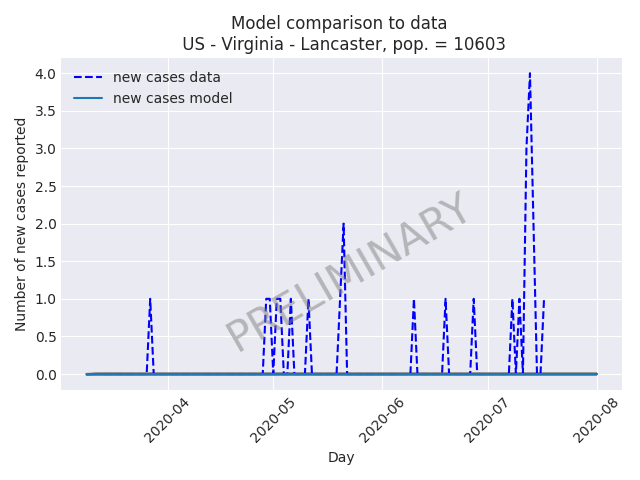 Model comparison to data
US - Virginia - Lancaster, pop. = 10603
4.0
3.5
3.0
2.5
2.0
1.5
1.0
0.5
0.0
Number of new cases reported
new cases data
new cases model
PRELIMINARY
2020-04
2020-05
2020-06
2020-07
2020-08
Day